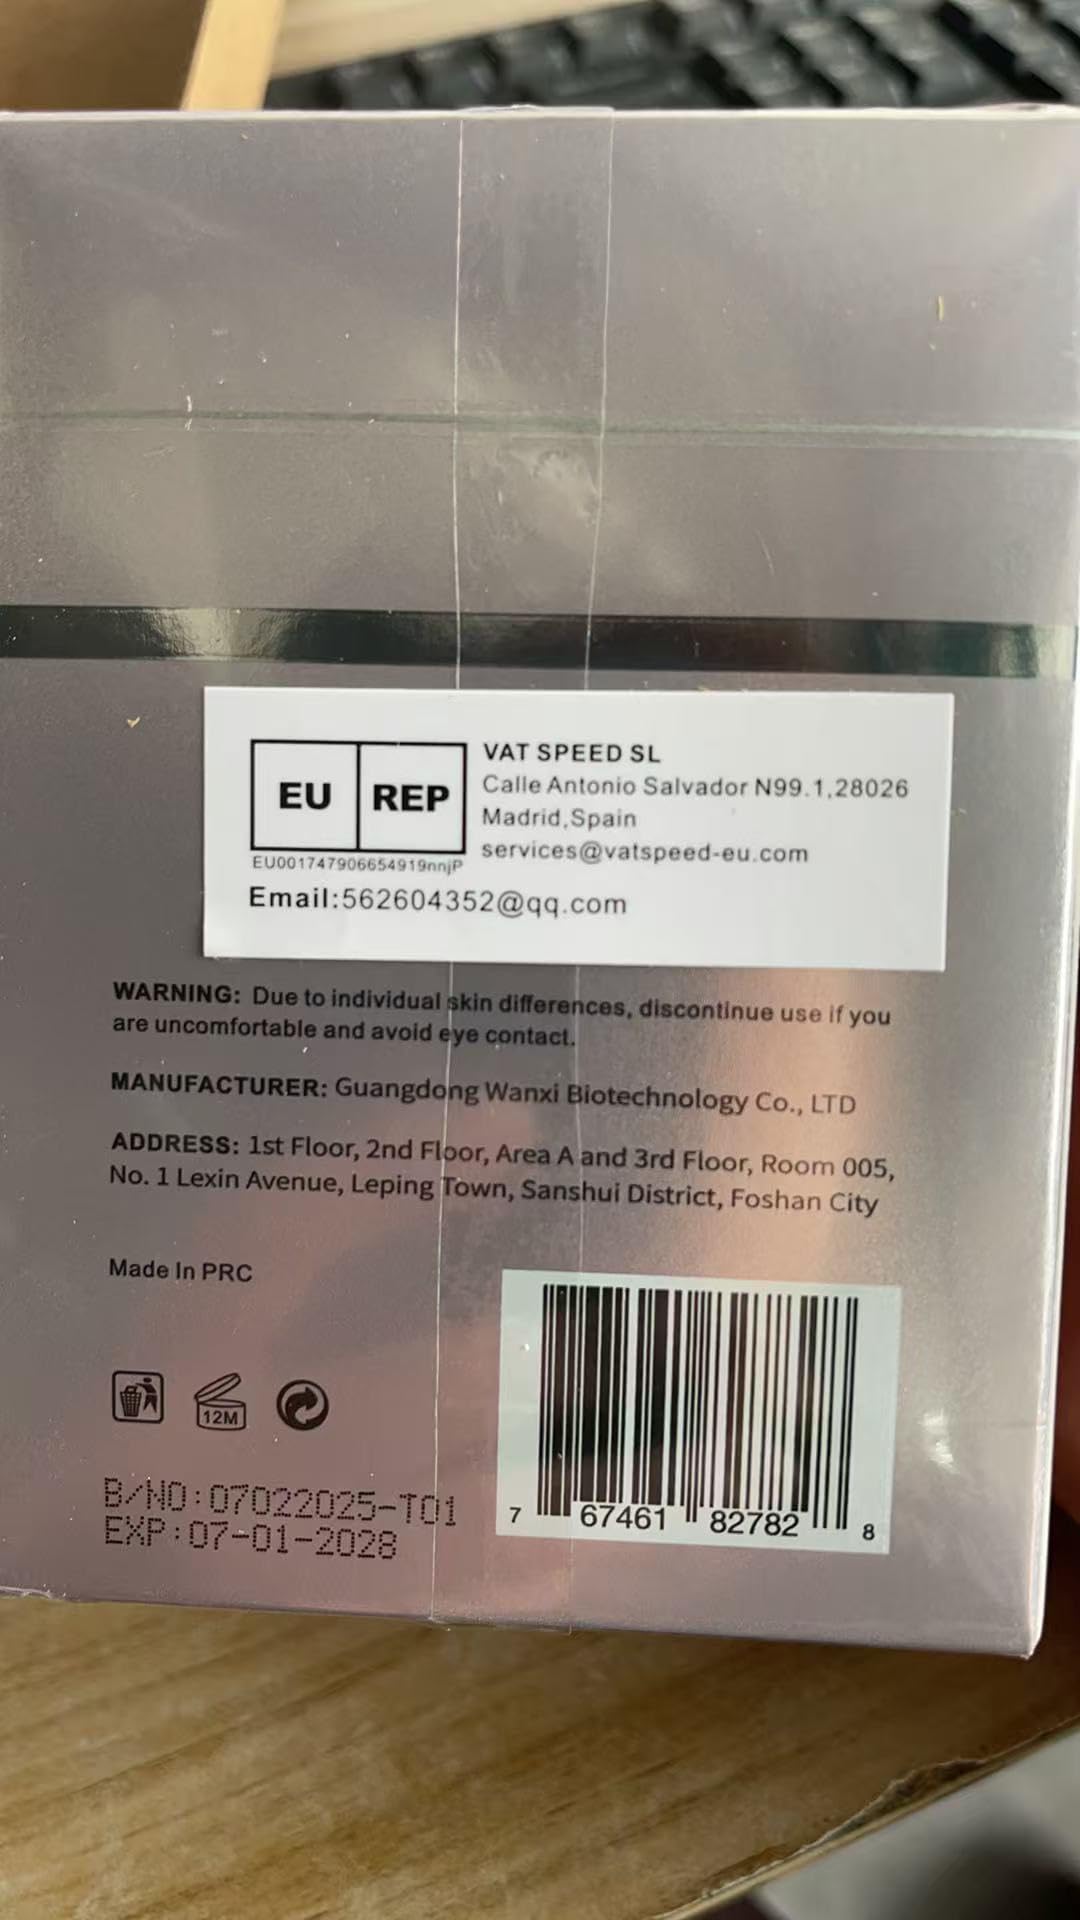 EU REP
VAT SPEED SL
Calle Antonio Salvador N99.1,28026
Madrid,Spain
services@vatspeed-eu.com
EU001747906654919nnjP
Email:562604352@qq.com
WARNING: Due to individual skin differences, discontinue use if you
are uncomfortable and avoid eye contact.
MANUFACTURER: Guangdong Wanxi Biotechnology Co., LTD
ADDRESS: 1st Floor, 2nd Floor, Area A and 3rd Floor, Room 005,
No. 1 Lexin Avenue, Leping Town, Sanshui District, Foshan City
Made In PRC
12M
B/NO:07022025-T01
EXP:07-01-2028
7 67461 82782 8